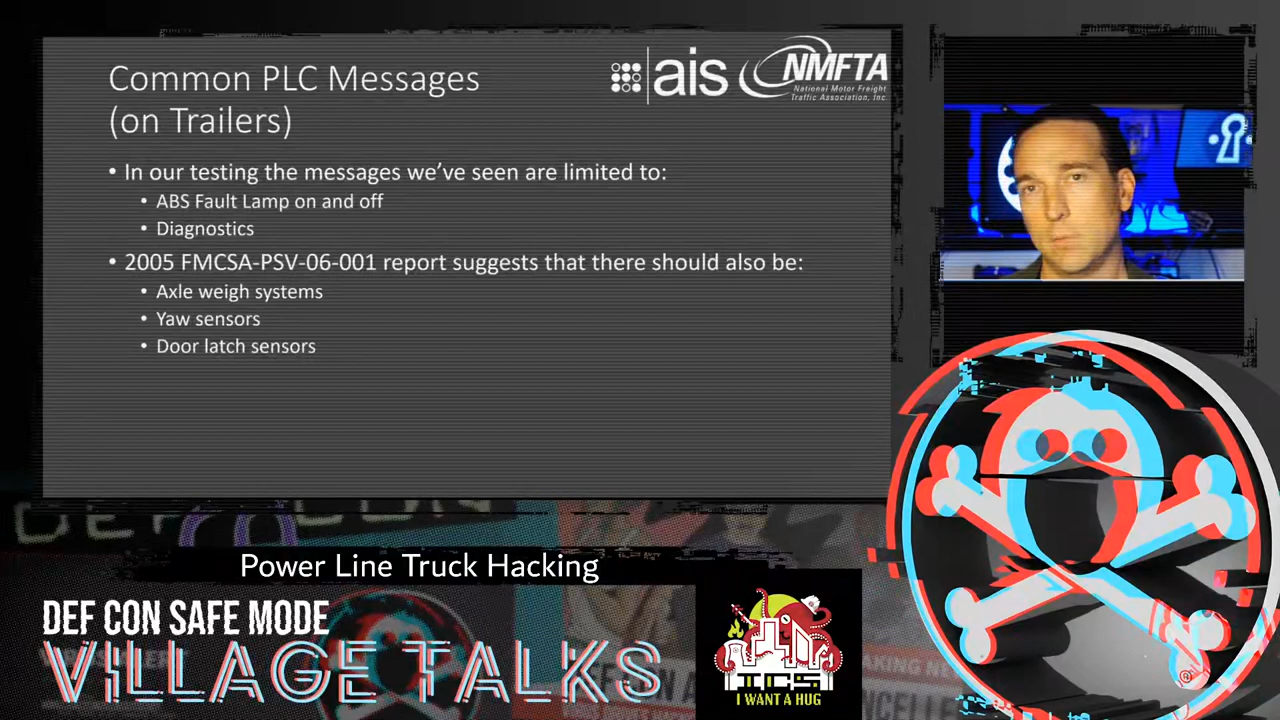 Common PLC Messages
(on Trailers)
ais
NMFTA
National Motor Freight
Traffic Association, Inc.
• In our testing the messages we've seen are limited to:
• ABS Fault Lamp on and off
• Diagnostics
• 2005 FMCSA-PSV-06-001 report suggests that there should also be:
• Axle weigh systems
• Yaw sensors
• Door latch sensors
DEF CON
Power Line Truck Hacking
DEF CON SAFE MODE
VILLAGE TALKS
ICS
I WANT A HUG